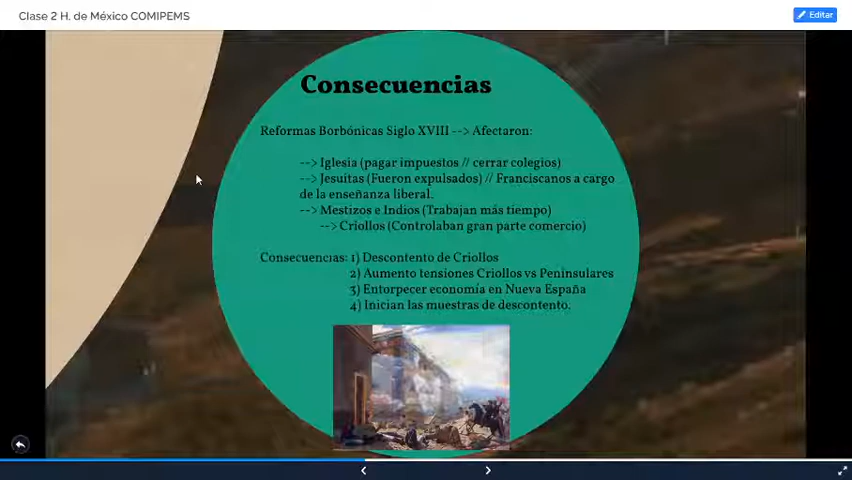 Clase 2 H. de México COMIPEMS
Editar
Consecuencias
Reformas Borbónicas Siglo XVIII --> Afectaron:
--> Iglesia (pagar impuestos // cerrar colegios)
--> Jesuitas (Fueron expulsados) // Franciscanos a cargo
de la enseñanza liberal.
--> Mestizos e Indios (Trabajan más tiempo)
--> Criollos (Controlaban gran parte comercio)
Consecuencias: 1) Descontento de Criollos
2) Aumento tensiones Criollos vs Peninsulares
3) Entorpecer economía en Nueva España
4) Inician las muestras de descontento.